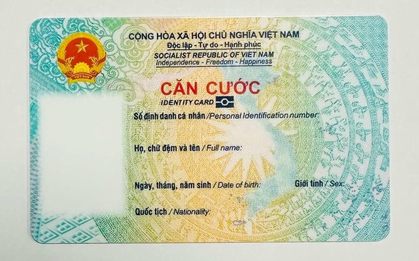 CỘNG HÒA XÃ HỘI CHỦ NGHĨA VIỆT NAM
Độc lập - Tự do - Hạnh phúc
SOCIALIST REPUBLIC OF VIET NAM
Independence - Freedom - Happiness
CĂN CƯỚC
IDENTITY CARD
Số định danh cá nhân / Personal Identification number:
Họ, chữ đệm và tên / Full name:
Ngày, tháng, năm sinh / Date of birth: Giới tính / Sex:
Quốc tịch / Nationality: